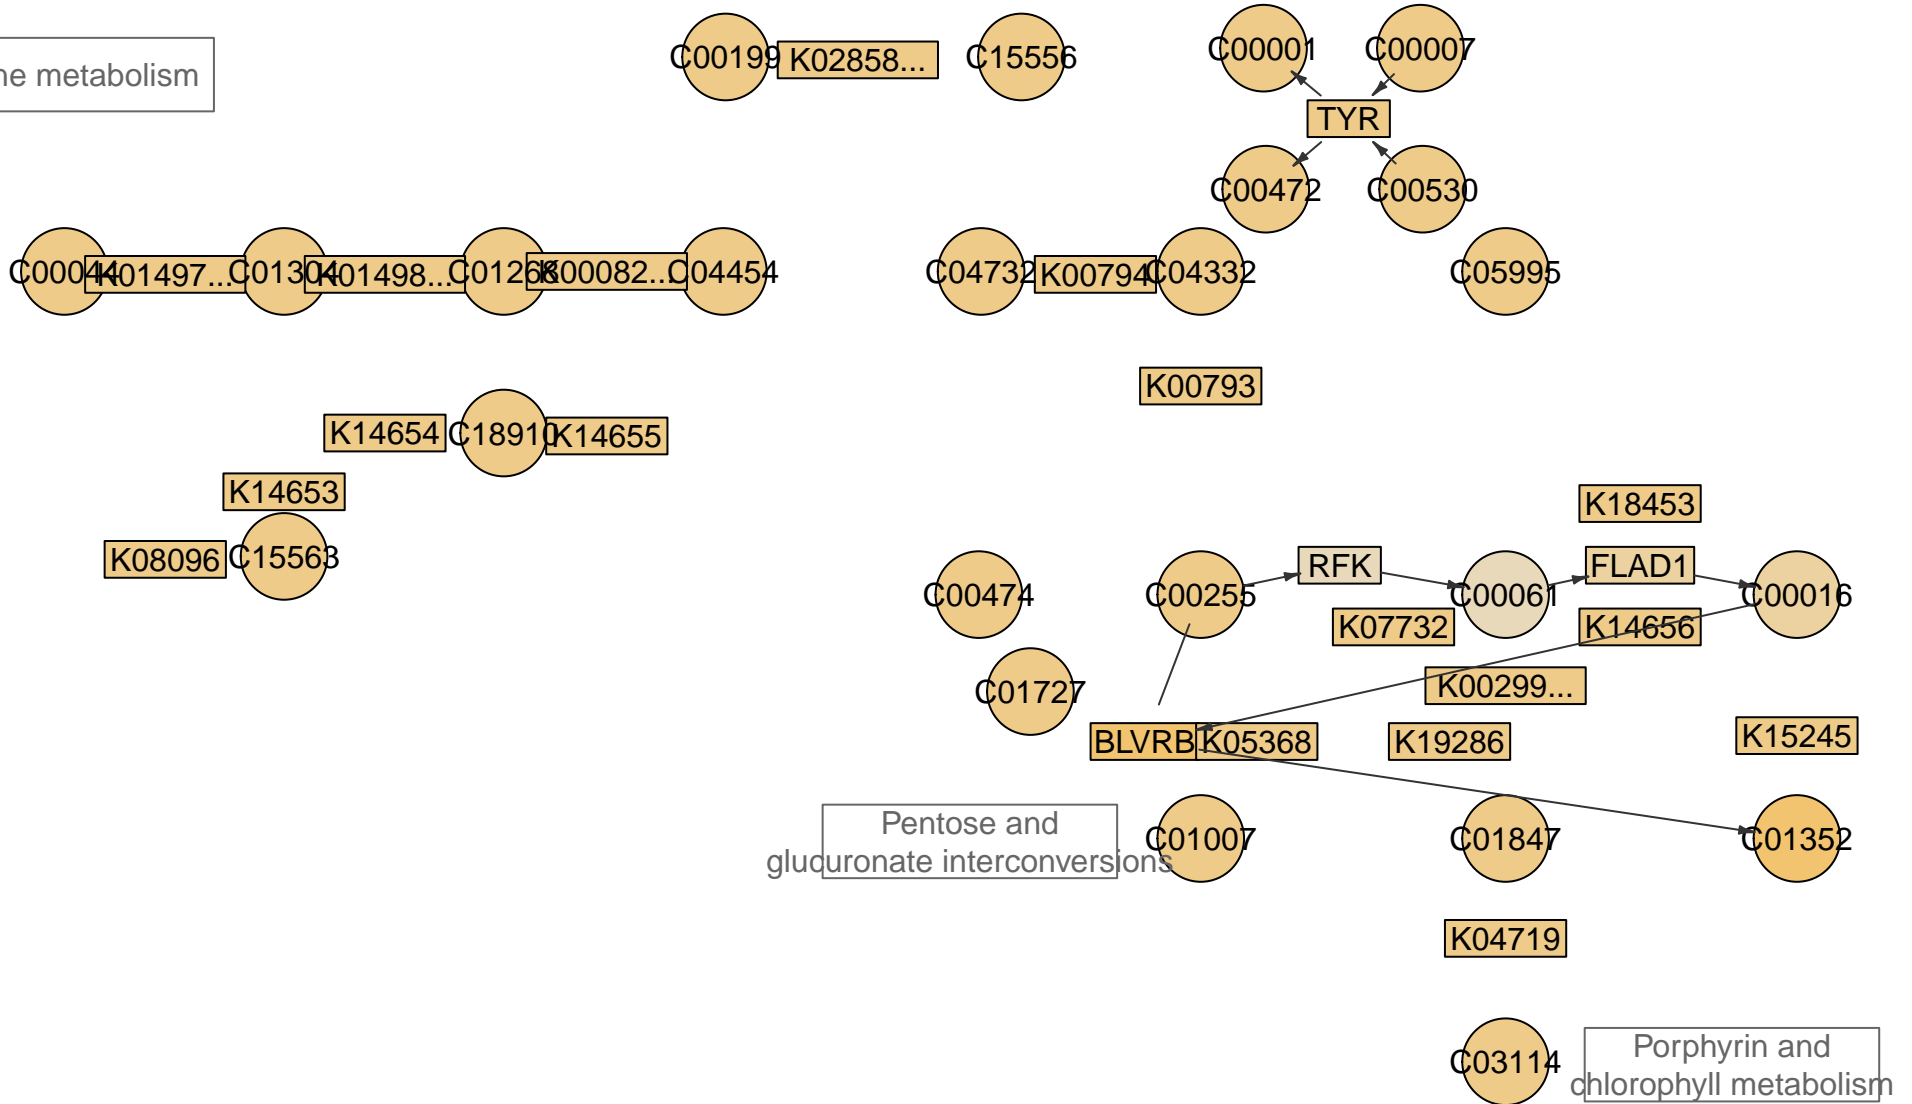 C00199
K02858...
C15556
C00001
C00007
ne metabolism
TYR
C00472
C00530
C00044
K01497...
C01304
K01498...
C01268
K00082...
C04454
C04732
K00794
C04332
C05995
K00793
K14654
C18910
K14655
K14653
K18453
K08096
C15563
C00474
C00255
RFK
C00061
FLAD1
C00016
K07732
K14656
C01727
K00299...
BLVRB
K05368
K19286
K15245
Pentose and
glucuronate interconversions
C01007
C01847
C01352
K04719
C03114
Porphyrin and
chlorophyll metabolism